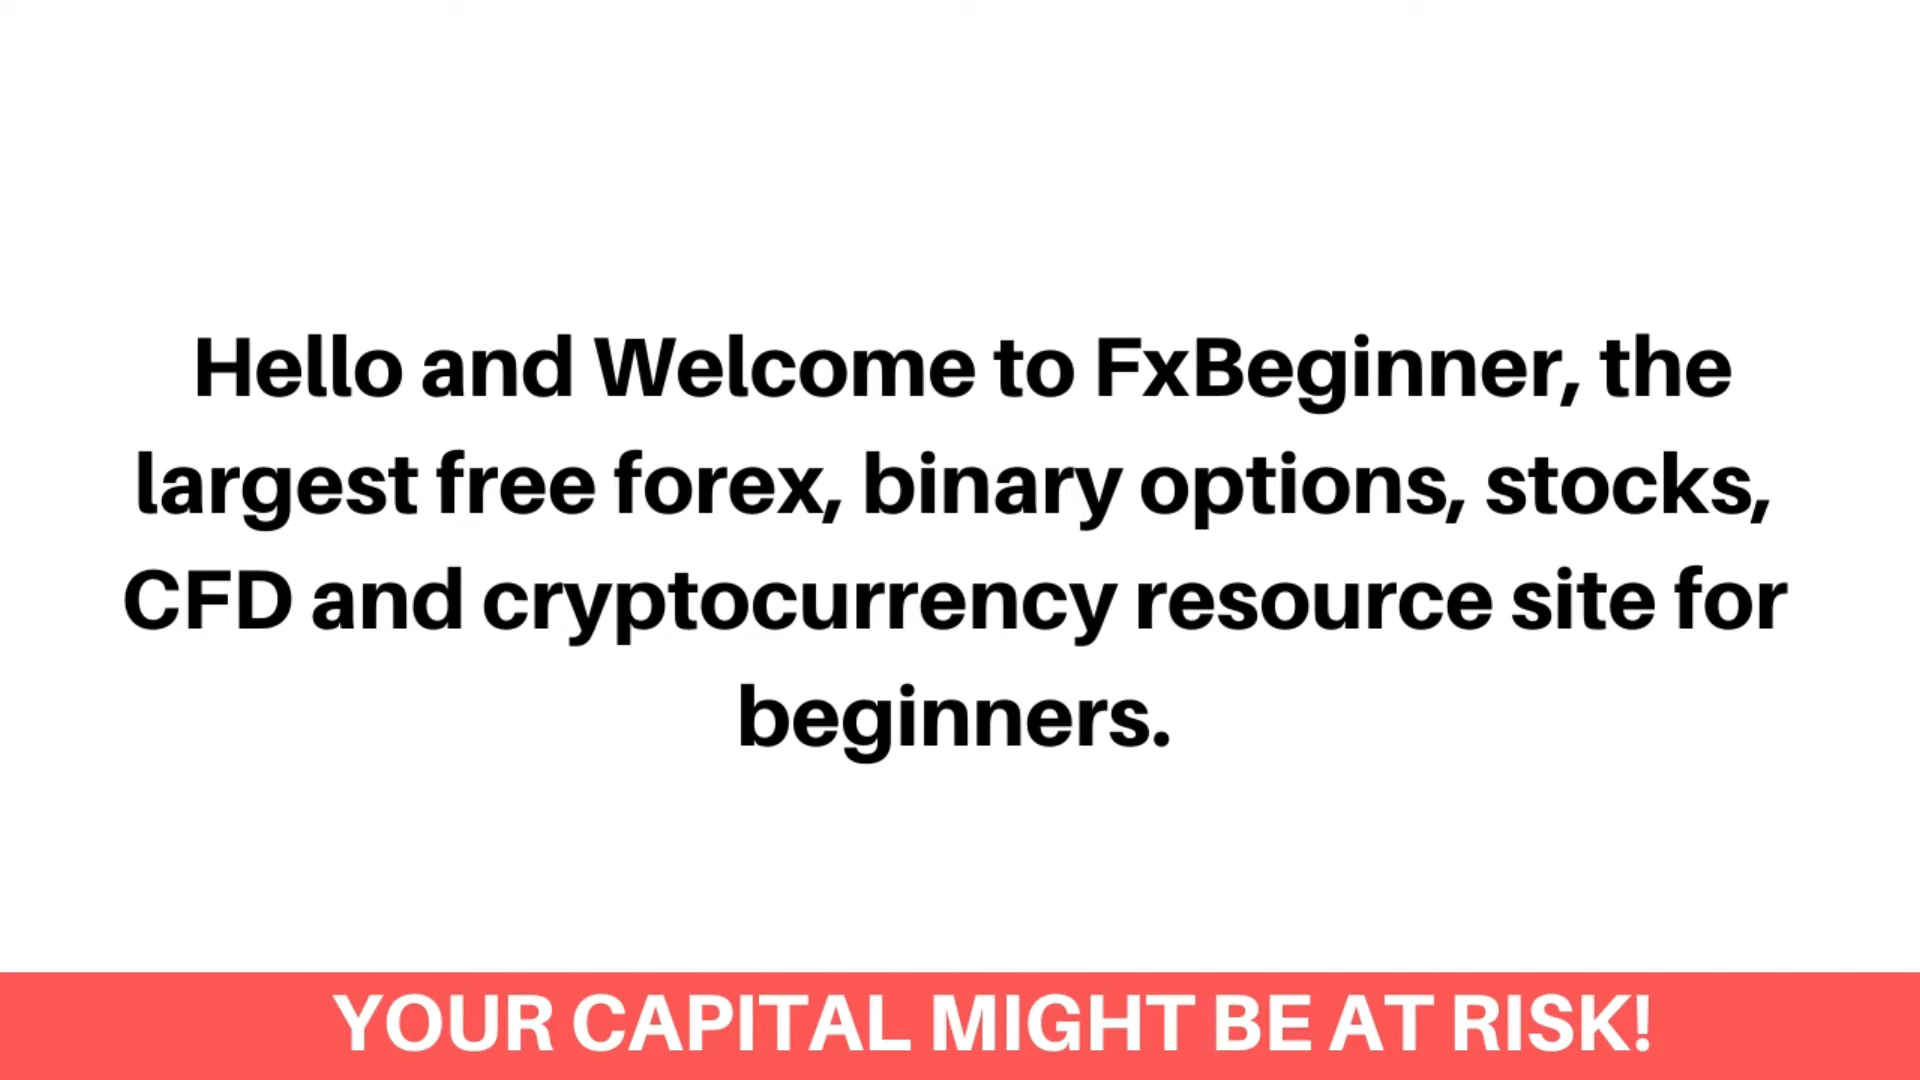 Hello and Welcome to FxBeginner, the
largest free forex, binary options, stocks,
CFD and cryptocurrency resource site for
beginners.
YOUR CAPITAL MIGHT BE AT RISK!